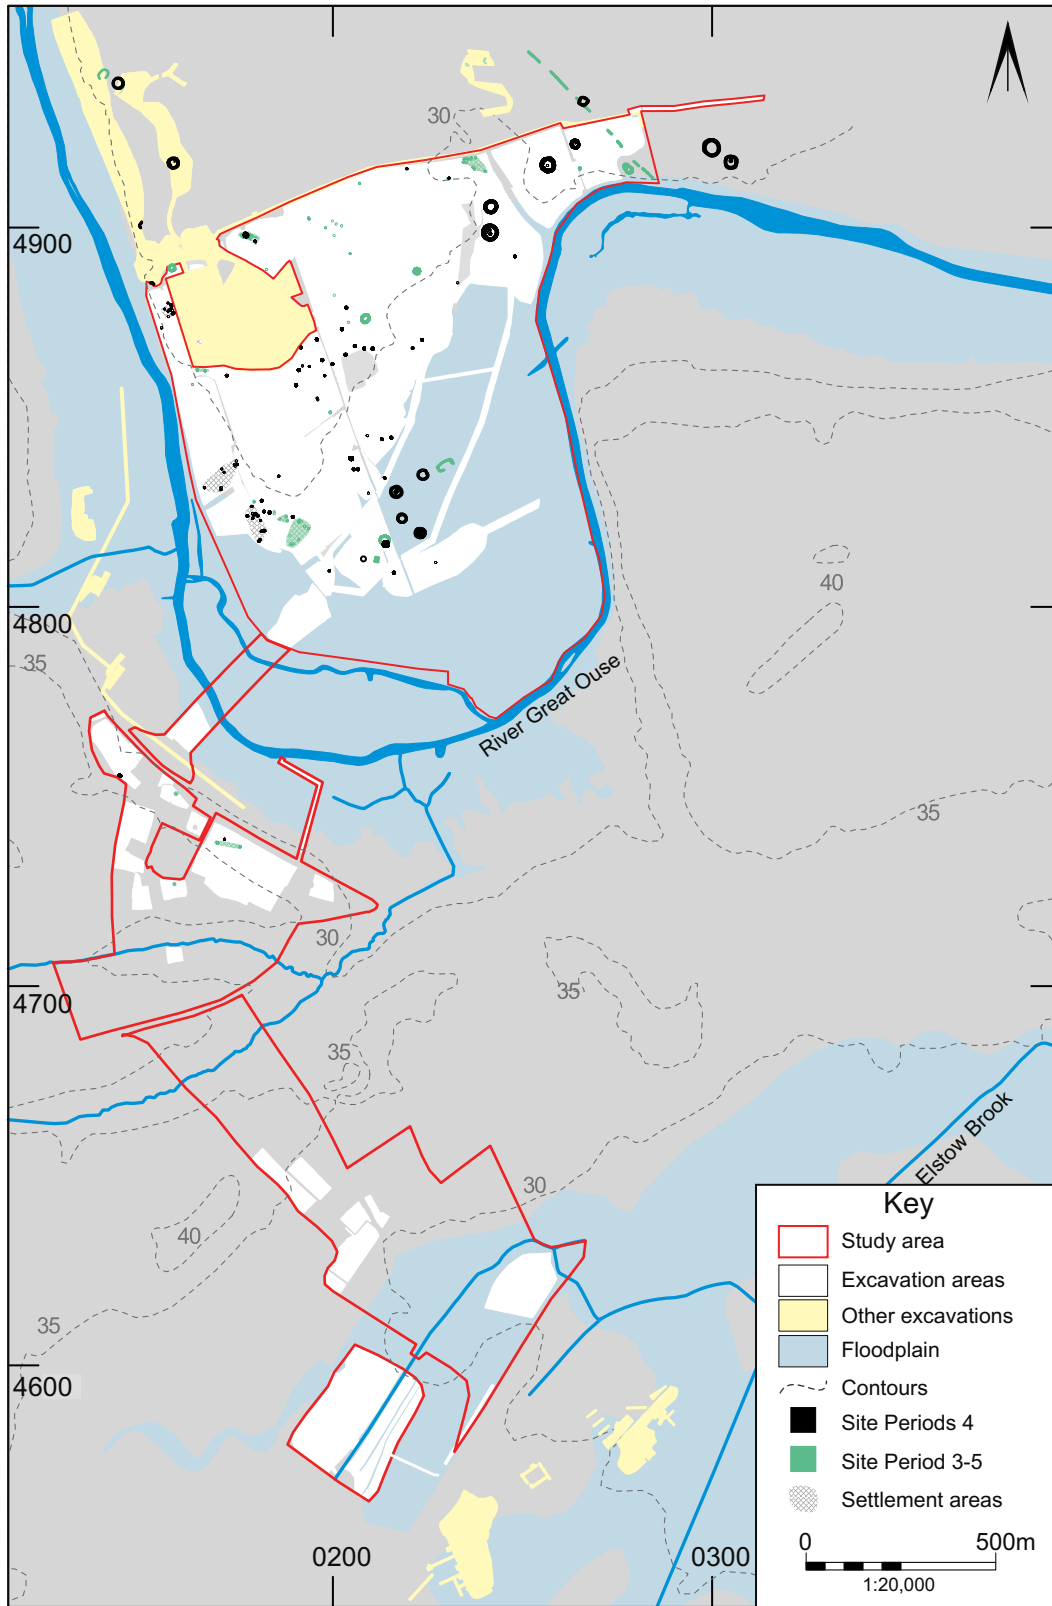 30
4900
40
4800
35
River Great Ouse
35
30
35
4700
35
Elstow Brook
30
40
35
4600
0200
0300
Key
Study area
Excavation areas
Other excavations
Floodplain
Contours
Site Periods 4
Site Period 3-5
Settlement areas
0 500m
1:20,000